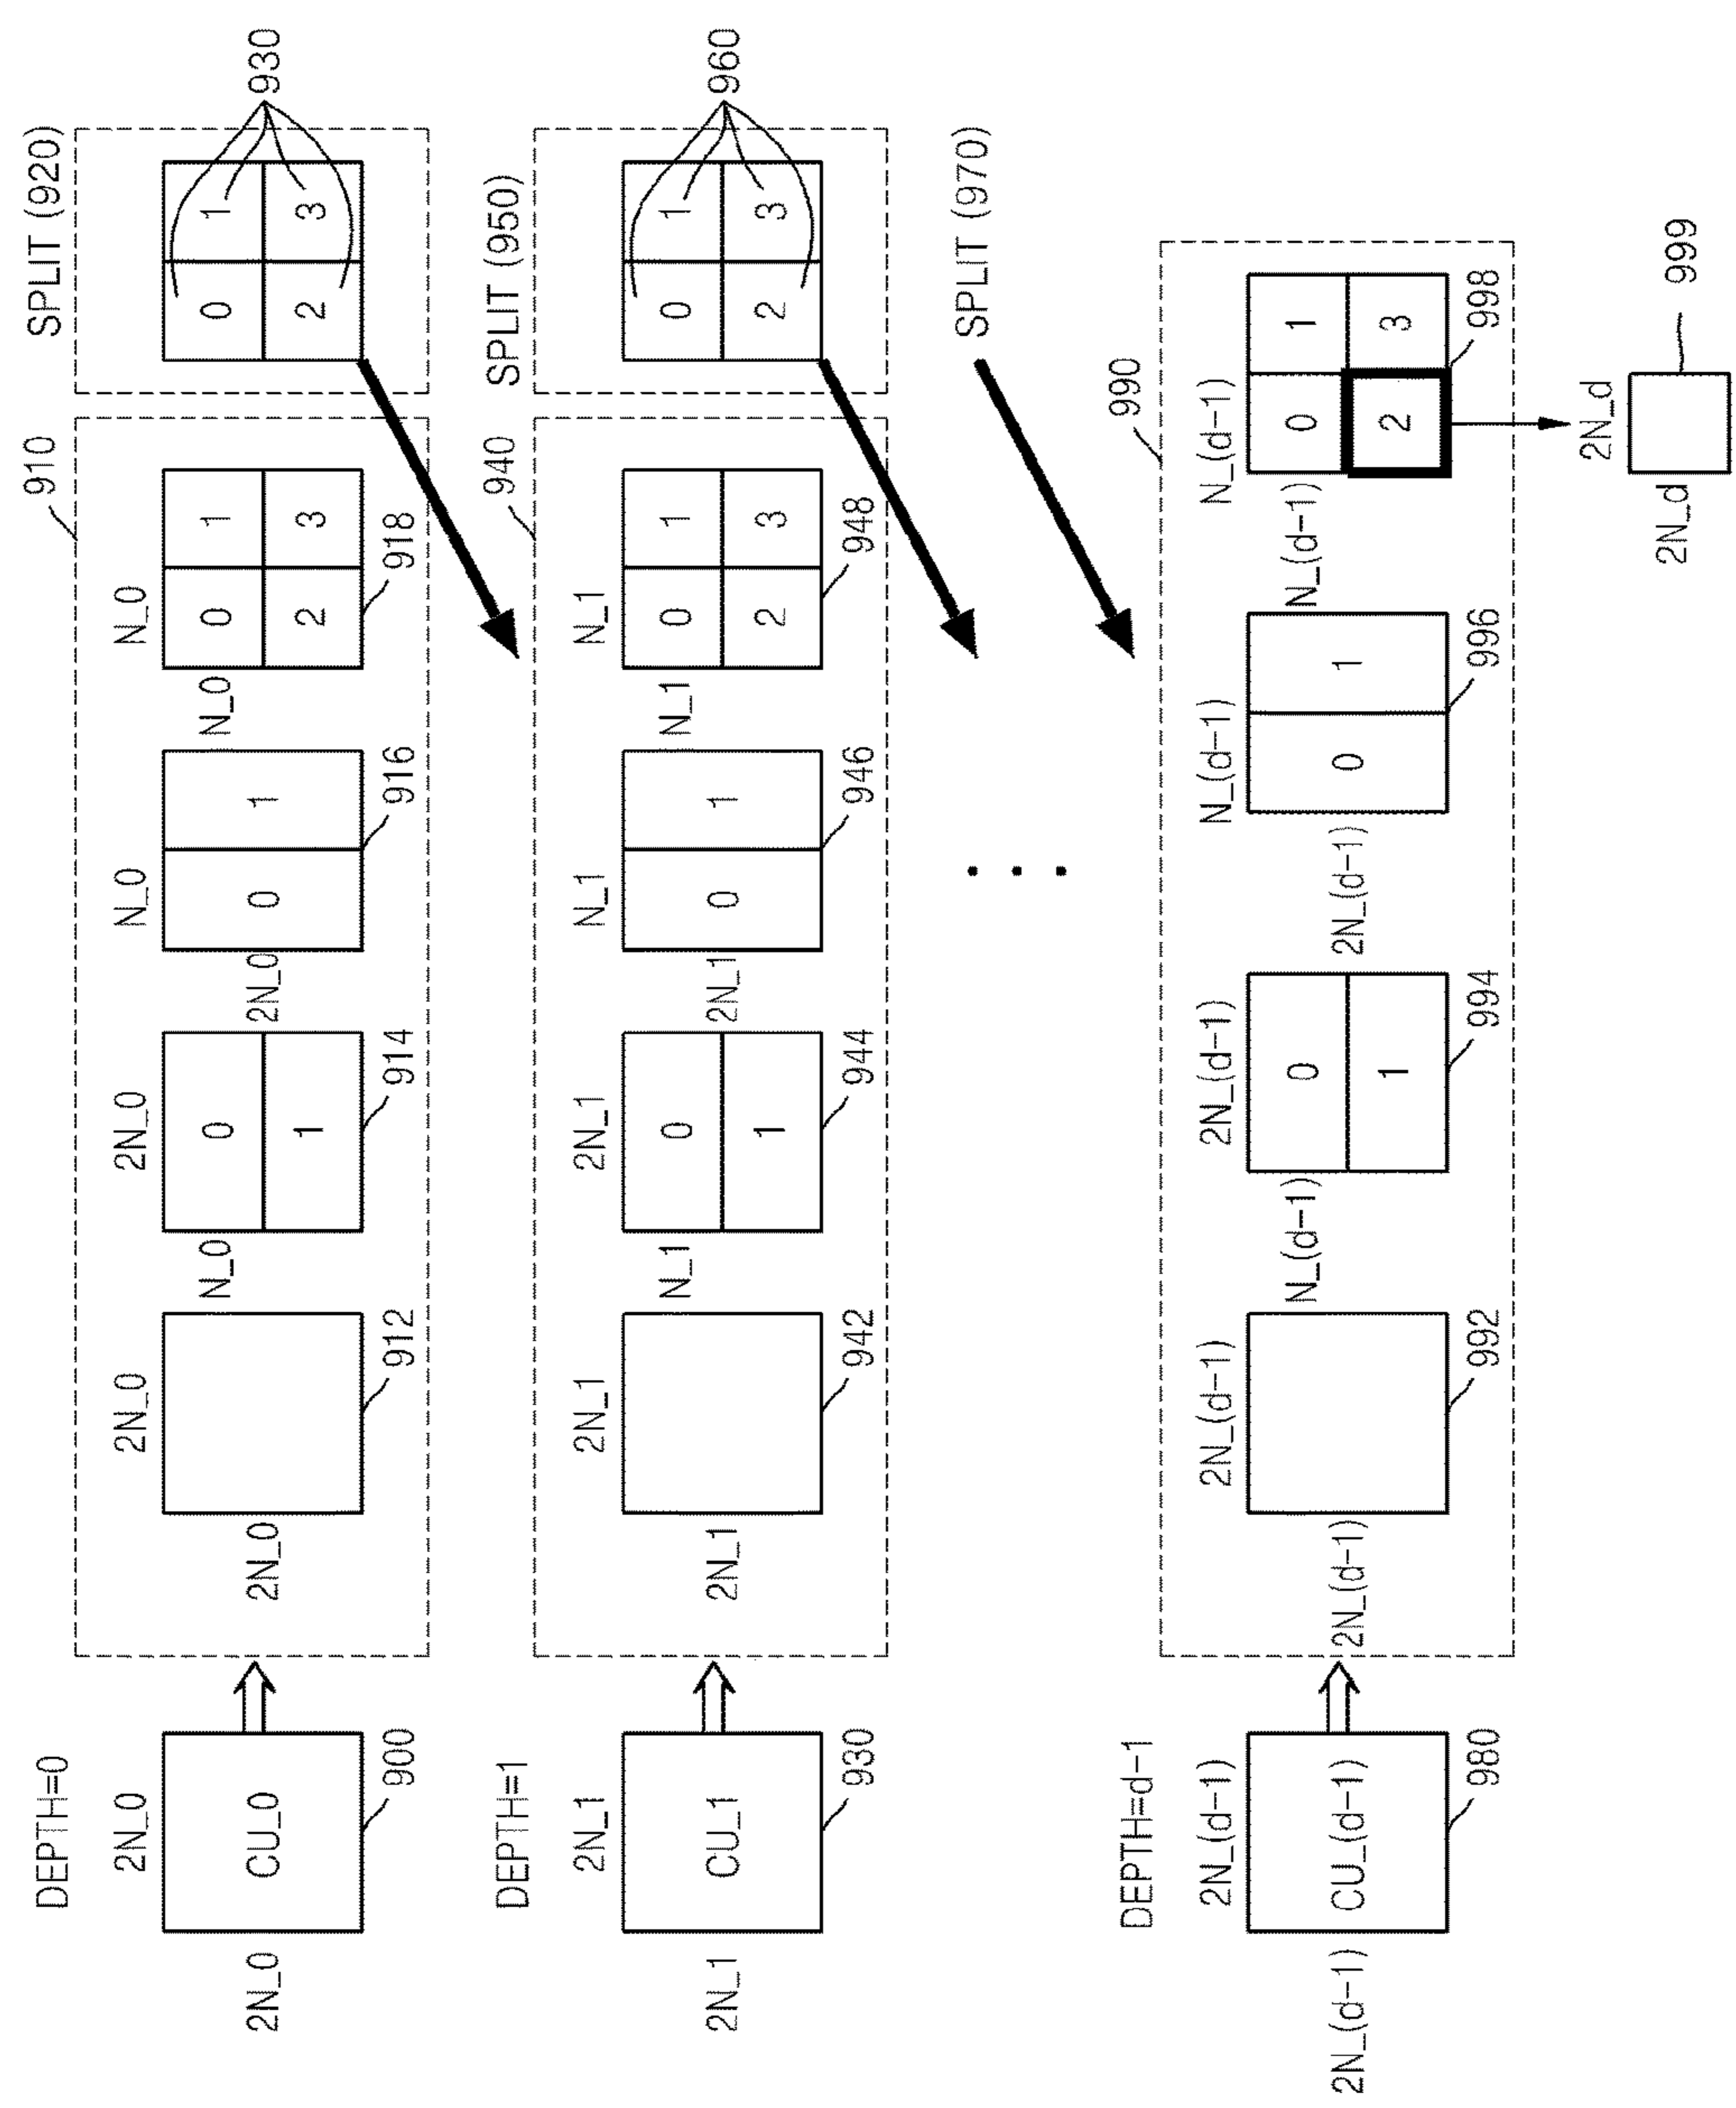 DEPTH=0
2N_0
2N_0
CU_0
900
910
2N_0
2N_0
912
2N_0
N_0
0
1
914
N_0
2N_0
0
1
916
N_0
N_0
0
1
2
3
918
SPLIT (920)
0
1
2
3
930
DEPTH=1
2N_1
2N_1
CU_1
930
940
2N_1
2N_1
942
2N_1
N_1
0
1
944
N_1
2N_1
0
1
946
N_1
N_1
0
1
2
3
948
SPLIT (950)
0
1
2
3
960
SPLIT (970)
DEPTH=d-1
2N_(d-1)
2N_(d-1)
CU_(d-1)
980
990
2N_(d-1)
2N_(d-1)
992
2N_(d-1)
N_(d-1)
0
1
994
N_(d-1)
2N_(d-1)
0
1
996
N_(d-1)
N_(d-1)
0
1
2
3
998
2N_d
2N_d
999